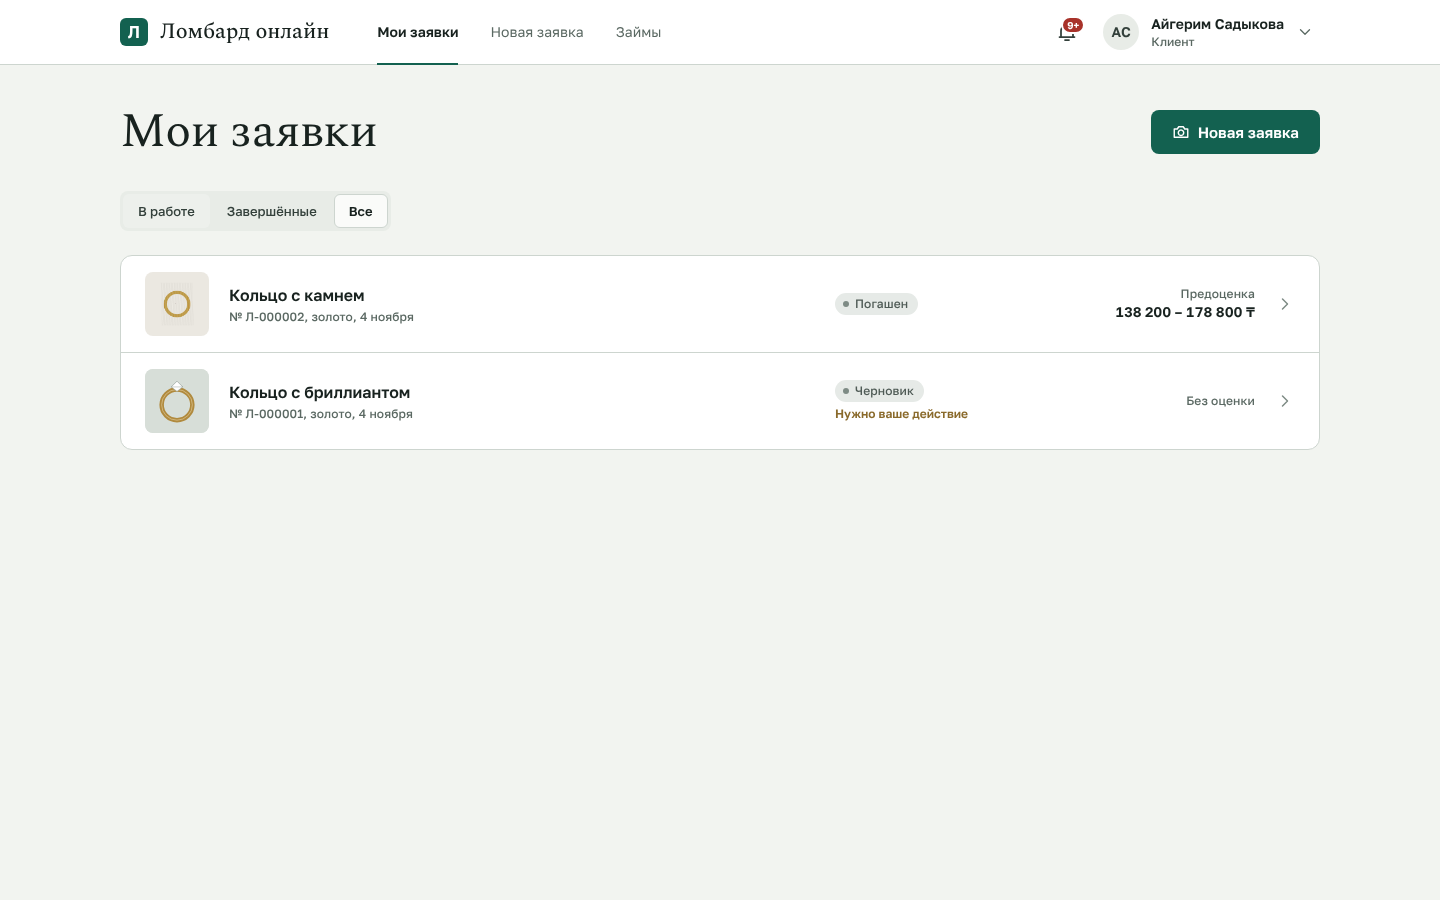 Л Ломбард онлайн Мои заявки Новая заявка Займы 9+ АС Айгерим Садыкова
Клиент
Мои заявки
Новая заявка
В работе Завершённые Все
Кольцо с камнем
№ Л-000002, золото, 4 ноября
Погашен
Предоценка
138 200 – 178 800 ₸
Кольцо с бриллиантом
№ Л-000001, золото, 4 ноября
Черновик
Нужно ваше действие
Без оценки